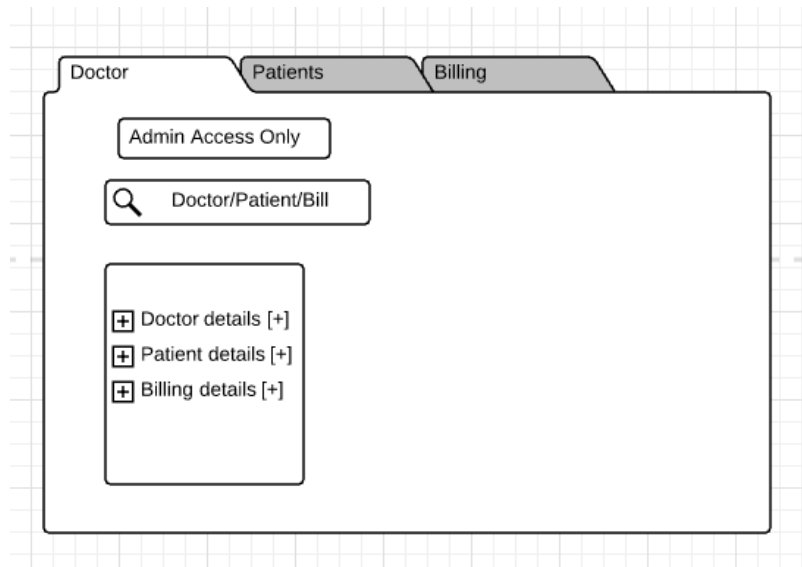 Doctor
Patients
Billing
Admin Access Only
Doctor/Patient/Bill
Doctor details [+]
Patient details [+]
Billing details [+]